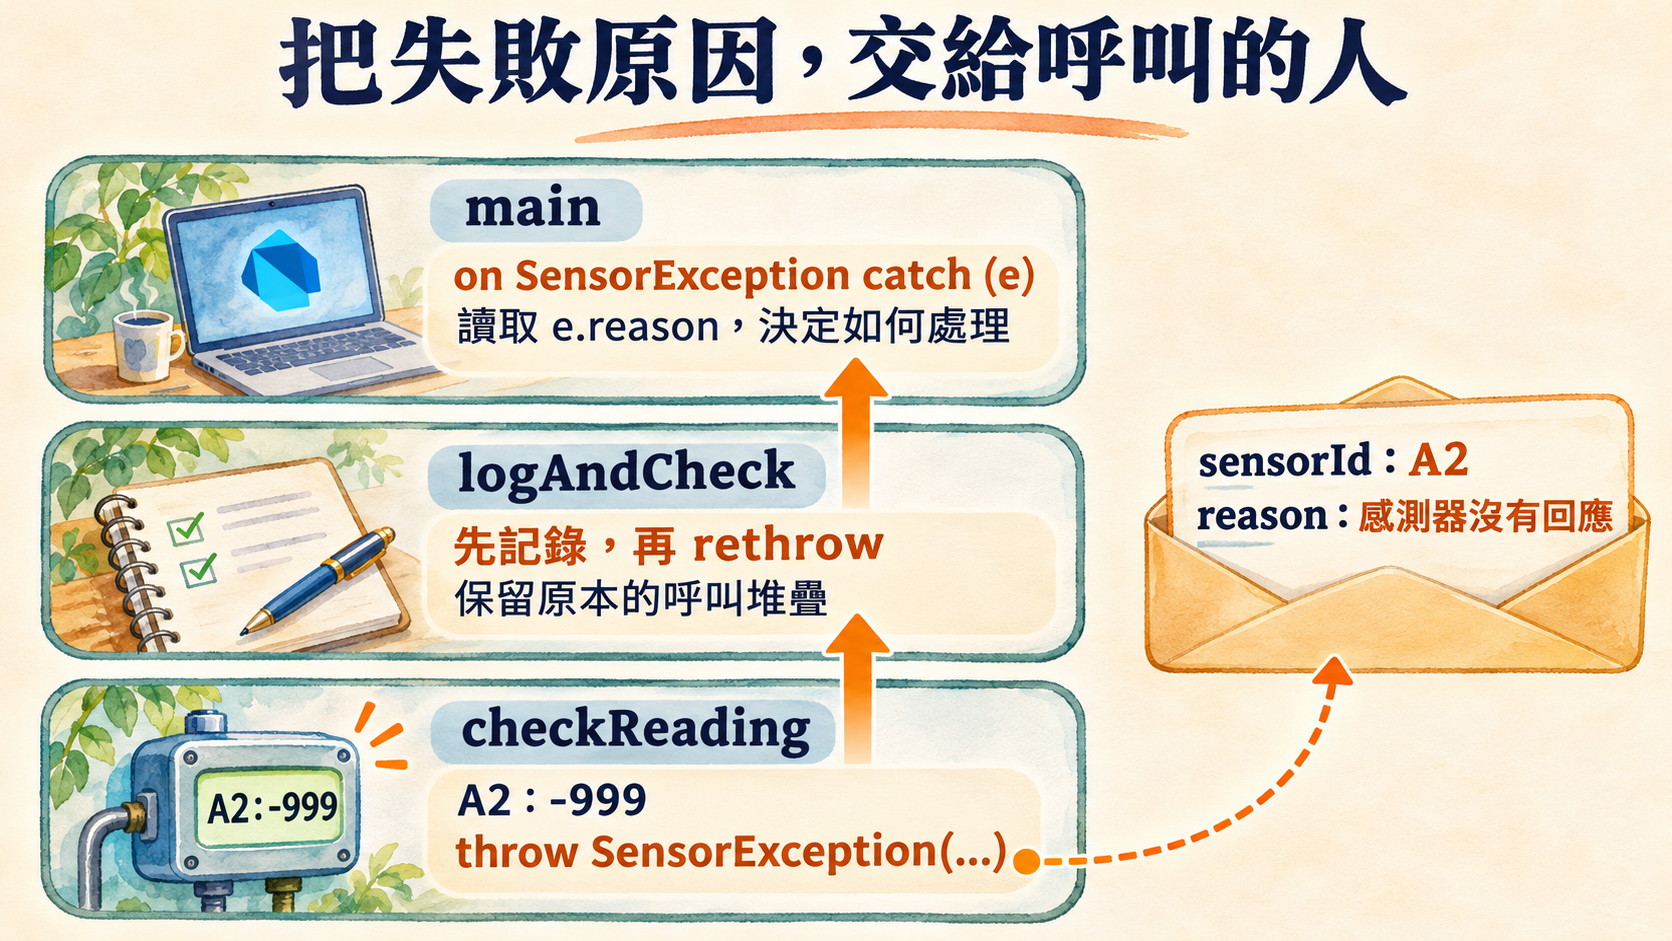 把失敗原因，交給呼叫的人
main
on SensorException catch (e)
讀取 e.reason，決定如何處理
logAndCheck
先記錄，再 rethrow
保留原本的呼叫堆疊
checkReading
A2：-999
throw SensorException(...)
A2:-999
sensorId：A2
reason：感測器沒有回應